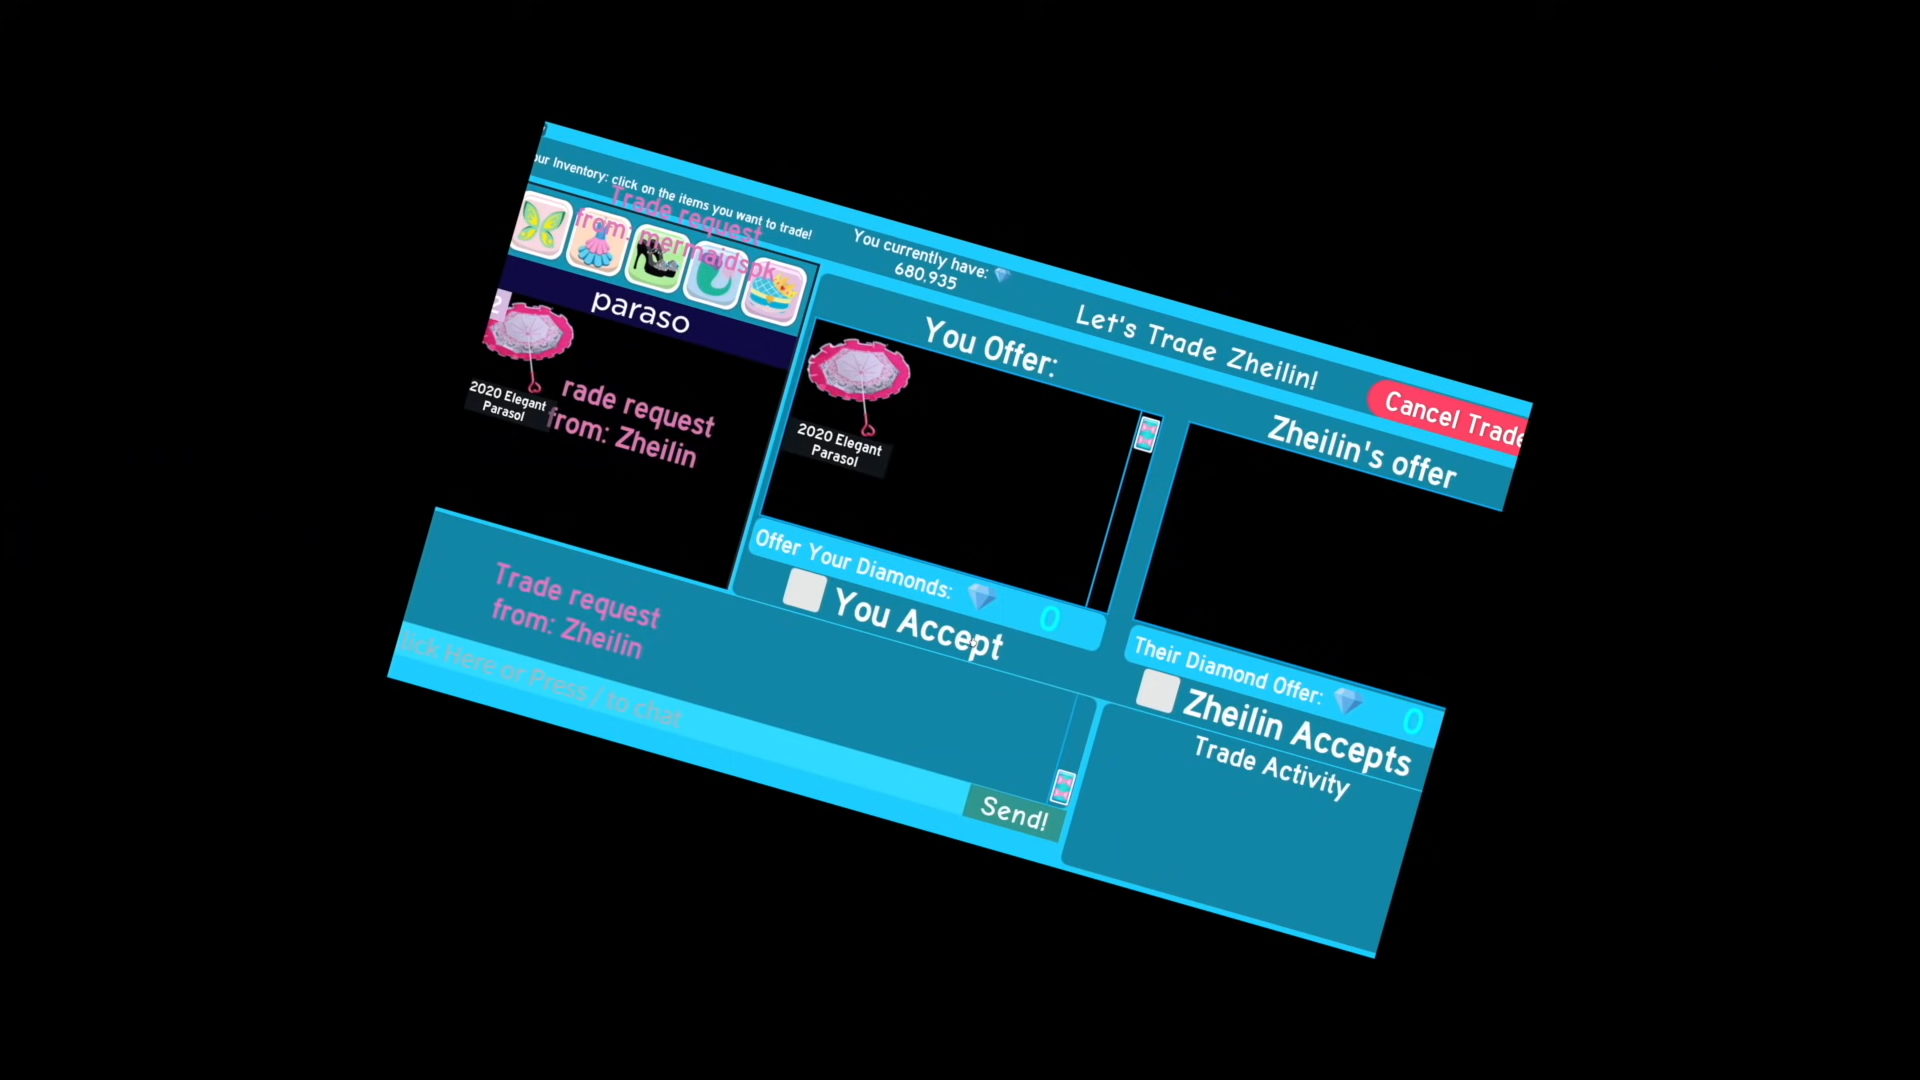 our Inventory: click on the items you want to trade!
Trade request
from: mermaidspk
You currently have:
680,935
Let's Trade Zheilin!
Cancel Trade
paraso
2
2020 Elegant
Parasol
rade request
from: Zheilin
You Offer:
2020 Elegant
Parasol
Zheilin's offer
Offer Your Diamonds: 0
You Accept
Their Diamond Offer: 0
Zheilin Accepts
Trade Activity
Trade request
from: Zheilin
lick Here or Press / to chat
Send!